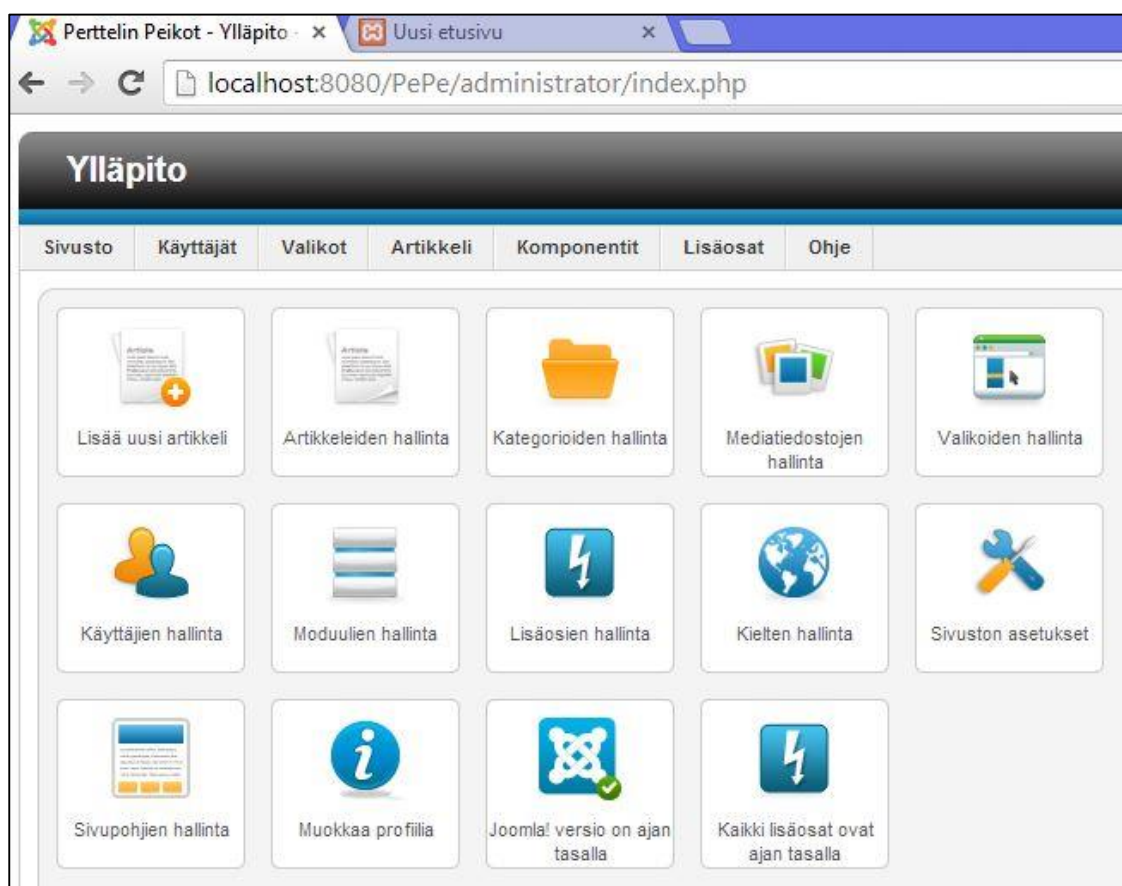 Perttelin Peikot - Ylläpito -
Uusi etusivu
localhost:8080/PePe/administrator/index.php
Ylläpito
Sivusto Käyttäjät Valikot Artikkeli Komponentit Lisäosat Ohje
Lisää uusi artikkeli
Artikkeleiden hallinta
Kategorioiden hallinta
Mediatiedostojen
hallinta
Valikoiden hallinta
Käyttäjien hallinta
Moduulien hallinta
Lisäosien hallinta
Kielten hallinta
Sivuston asetukset
Sivupohjien hallinta
Muokkaa profiilia
Joomla! versio on ajan
tasalla
Kaikki lisäosat ovat
ajan tasalla